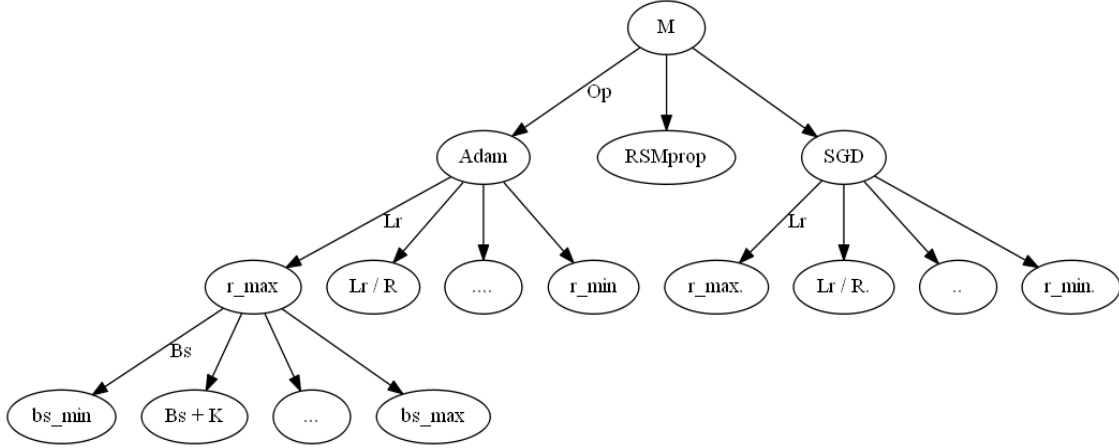 M
Op
Adam
RSMprop
SGD
Lr
Lr
r_max
Lr / R
....
r_min
r_max.
Lr / R.
..
r_min.
Bs
bs_min
Bs + K
...
bs_max